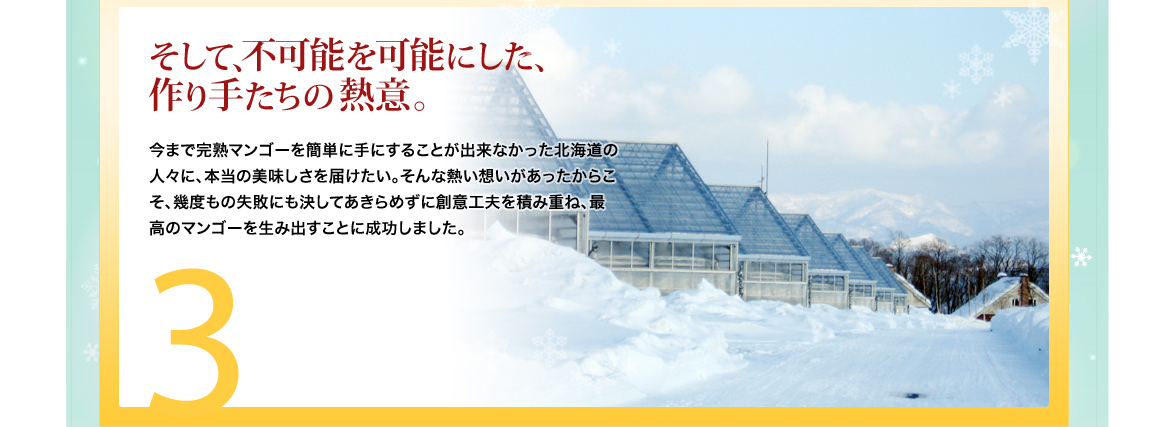 そして、不可能を可能にした、
作り手たちの熱意。
今まで完熟マンゴーを簡単に手にすることが出来なかった北海道の
人々に、本当の美味しさを届けたい。そんな熱い想いがあったからこ
そ、幾度もの失敗にも決してあきらめずに創意工夫を積み重ね、最
高のマンゴーを生み出すことに成功しました。
3